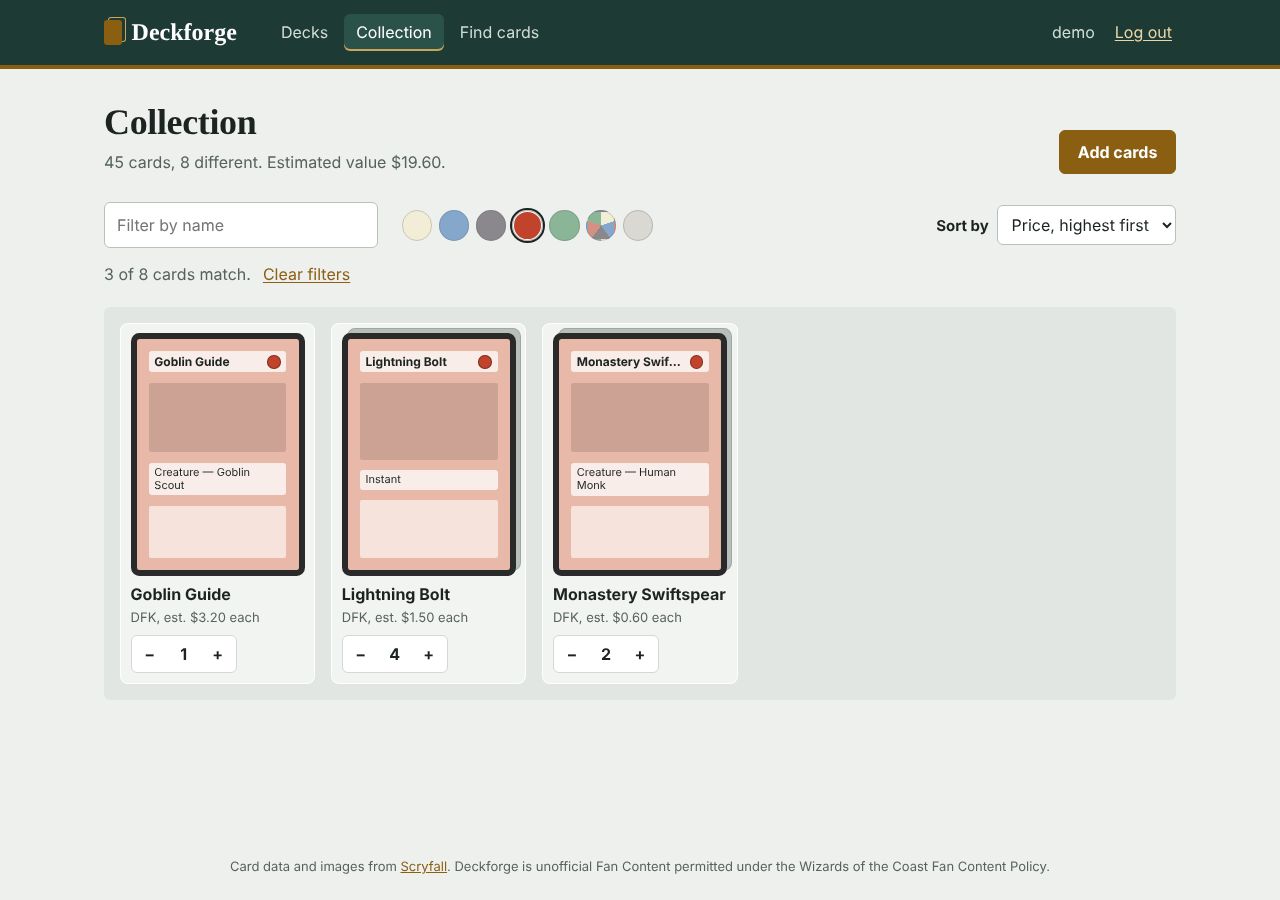 Deckforge Decks Collection Find cards demo Log out
Collection
45 cards, 8 different. Estimated value $19.60.
Add cards
Filter by name
Sort by Price, highest first
3 of 8 cards match. Clear filters
Goblin Guide
Creature — Goblin
Scout
Goblin Guide
DFK, est. $3.20 each
− 1 +
Lightning Bolt
Instant
Lightning Bolt
DFK, est. $1.50 each
− 4 +
Monastery Swif...
Creature — Human
Monk
Monastery Swiftspear
DFK, est. $0.60 each
− 2 +
Card data and images from Scryfall. Deckforge is unofficial Fan Content permitted under the Wizards of the Coast Fan Content Policy.